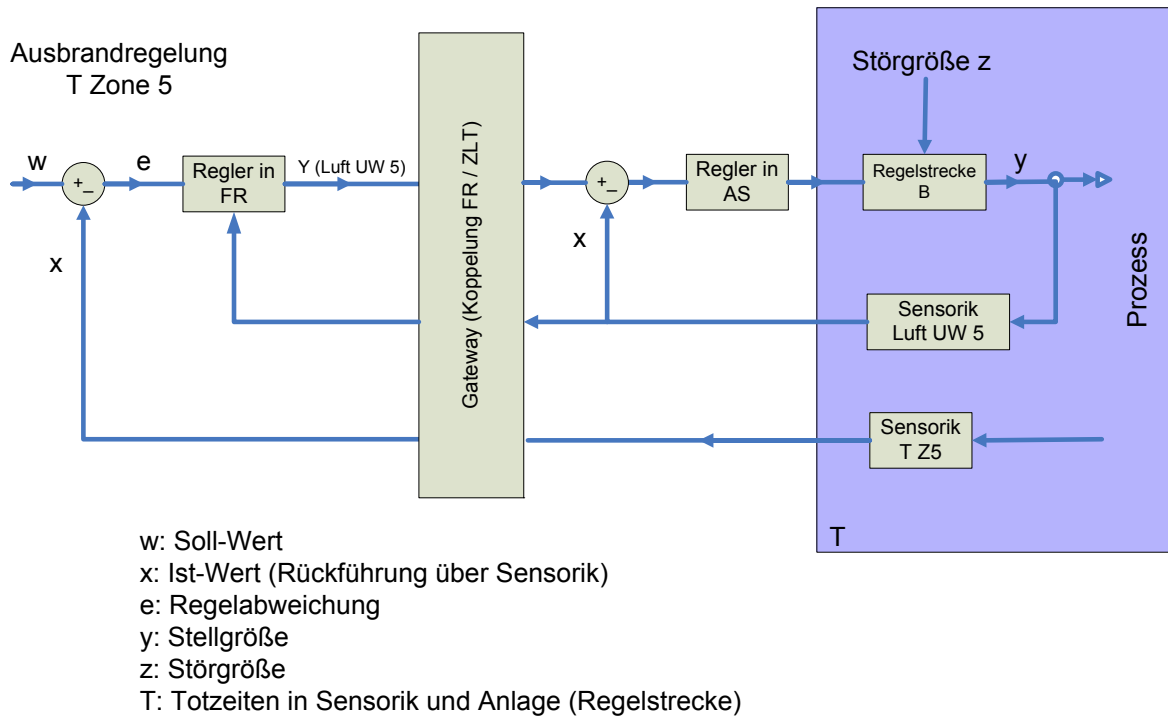 Ausbrandregelung
T Zone 5
Störgröße z
w
+
_
e
Regler in
FR
Y (Luft UW 5)
Gateway (Koppelung FR / ZLT)
+
_
Regler in
AS
Regelstrecke
B
y
x
x
Sensorik
Luft UW 5
Prozess
Sensorik
T Z5
T
w: Soll-Wert
x: Ist-Wert (Rückführung über Sensorik)
e: Regelabweichung
y: Stellgröße
z: Störgröße
T: Totzeiten in Sensorik und Anlage (Regelstrecke)